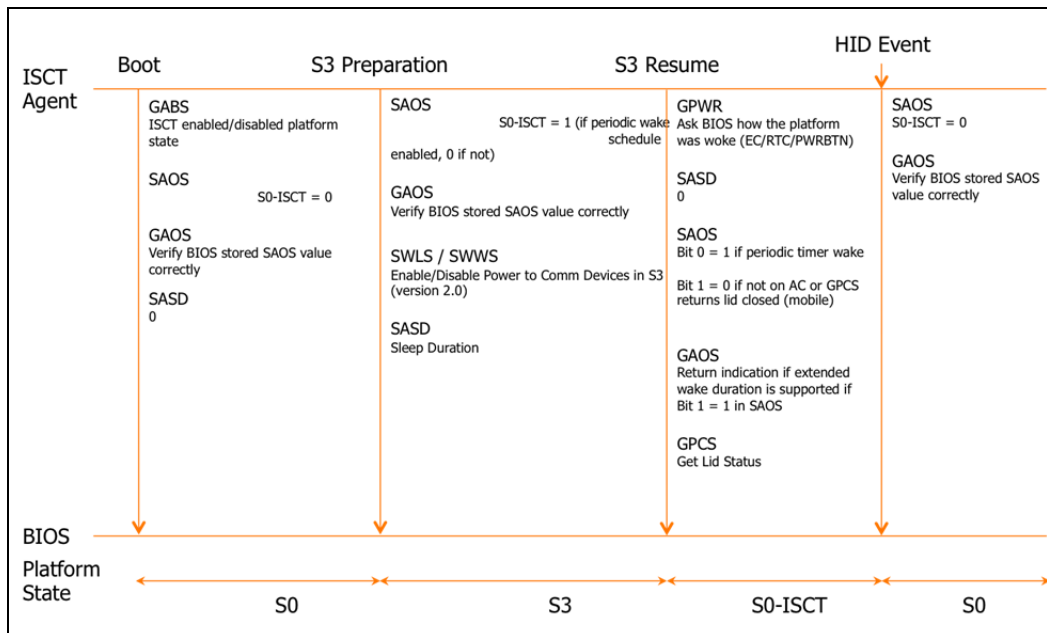 HID Event
Boot
S3 Preparation
S3 Resume
ISCT
Agent
GABS
ISCT enabled/disabled platform
state
SAOS
S0-ISCT = 0
GAOS
Verify BIOS stored SAOS value
correctly
SASD
0
SAOS
S0-ISCT = 1 (if periodic wake
schedule
enabled, 0 if not)
GAOS
Verify BIOS stored SAOS value correctly
SWLS / SWWS
Enable/Disable Power to Comm Devices in S3
(version 2.0)
SASD
Sleep Duration
GPWR
Ask BIOS how the platform
was woke (EC/RTC/PWRBTN)
SASD
0
SAOS
Bit 0 = 1 if periodic timer wake
Bit 1 = 0 if not on AC or GPCS
returns lid closed (mobile)
GAOS
Return indication if extended
wake duration is supported if
Bit 1 = 1 in SAOS
GPCS
Get Lid Status
SAOS
S0-ISCT = 0
GAOS
Verify BIOS stored SAOS
value correctly
BIOS
Platform
State
S0
S3
S0-ISCT
S0